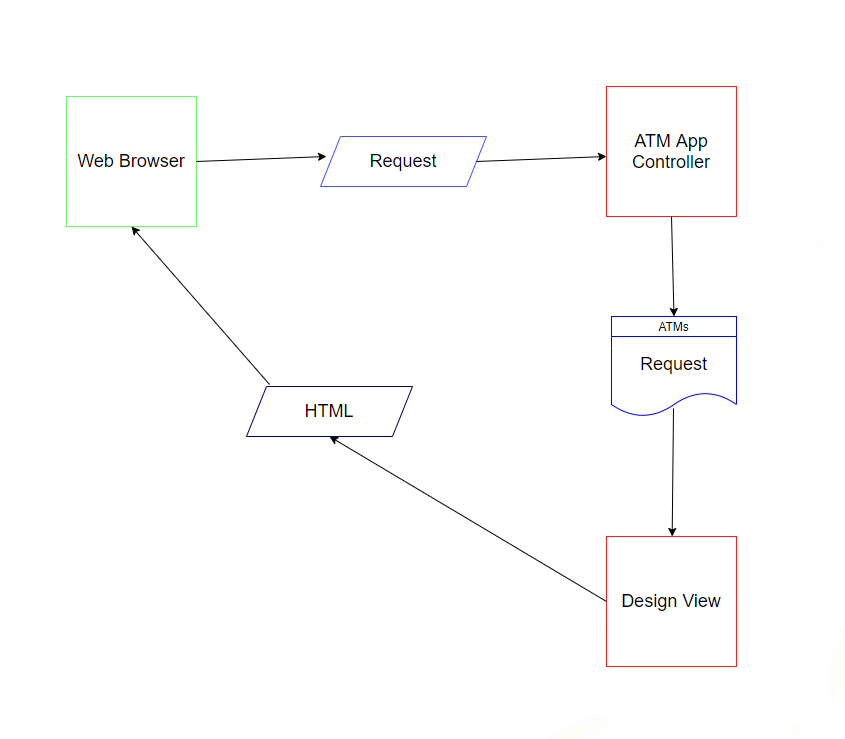 Web Browser
Request
ATM App
Controller
ATMs
Request
HTML
Design View